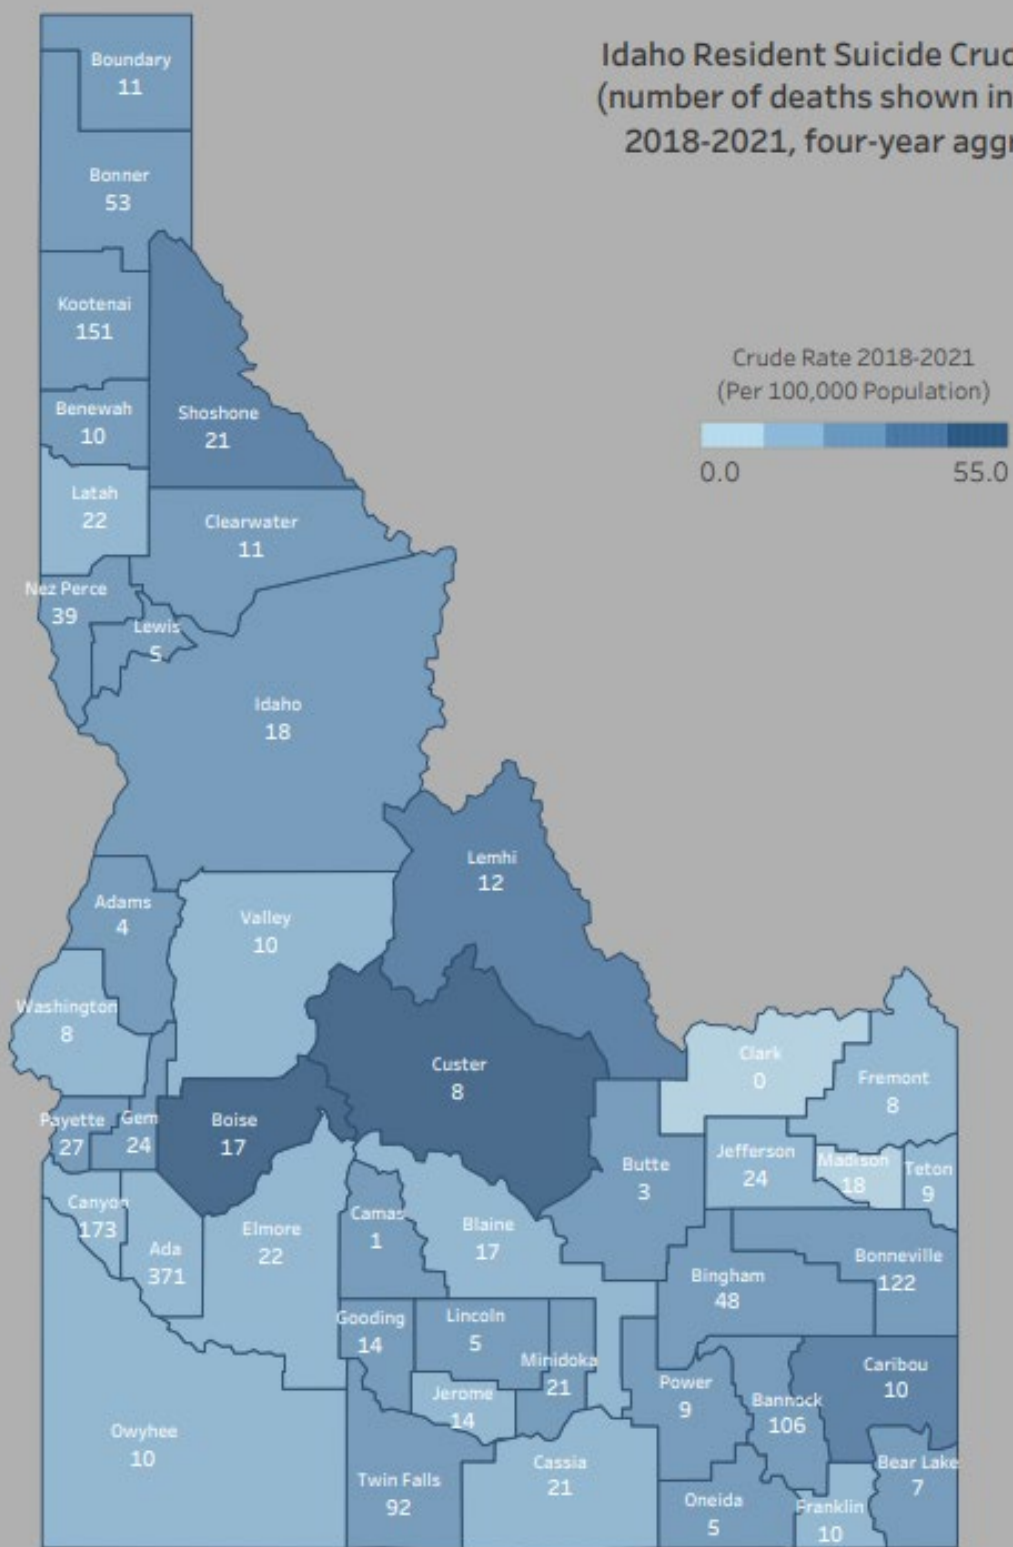 Idaho Resident Suicide Crud
(number of deaths shown in
2018-2021, four-year aggr
Crude Rate 2018-2021
(Per 100,000 Population)
0.0 55.0
Boundary
11
Bonner
53
Kootenai
151
Benewah
10
Shoshone
21
Latah
22
Clearwater
11
Nez Perce
39
Lewis
5
Idaho
18
Lemhi
12
Adams
4
Valley
10
Washington
8
Custer
8
Clark
0
Fremont
8
Payette
27
Gem
24
Boise
17
Butte
3
Jefferson
24
Madison
18
Teton
9
Canyon
173
Ada
371
Elmore
22
Camas
1
Blaine
17
Bingham
48
Bonneville
122
Gooding
14
Lincoln
5
Minidoka
21
Jerome
14
Power
9
Bannock
106
Caribou
10
Owyhee
10
Twin Falls
92
Cassia
21
Oneida
5
Franklin
10
Bear Lake
7